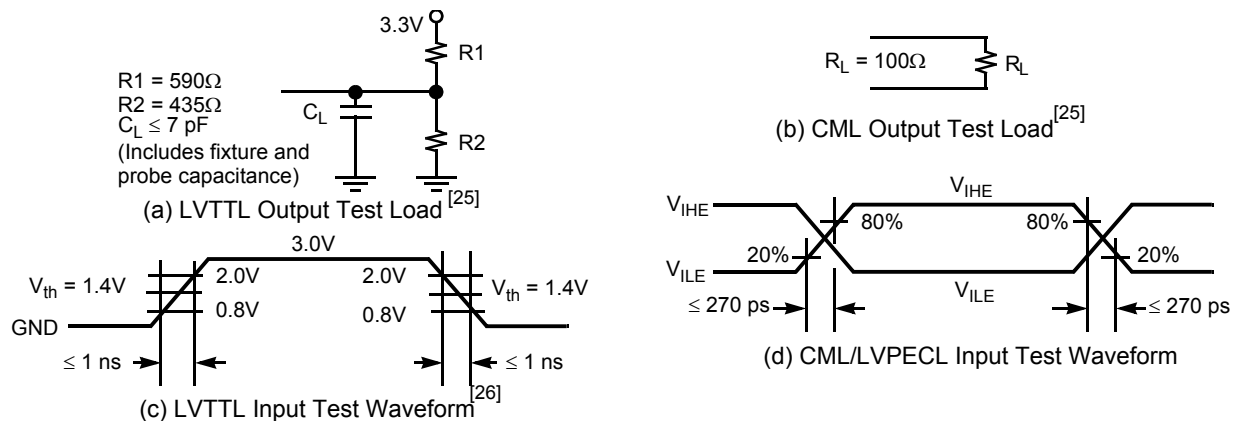 3.3V
R1
R1 = 590Ω
R2 = 435Ω
C_L ≤ 7 pF
(Includes fixture and
probe capacitance)
C_L
R2
(a) LVTTL Output Test Load [25]
R_L = 100Ω
R_L
(b) CML Output Test Load [25]
3.0V
V_th = 1.4V
2.0V
0.8V
2.0V
0.8V
V_th = 1.4V
GND
≤ 1 ns
≤ 1 ns
(c) LVTTL Input Test Waveform [26]
V_IHE
V_IHE
80%
80%
20%
20%
V_ILE
V_ILE
≤ 270 ps
≤ 270 ps
(d) CML/LVPECL Input Test Waveform